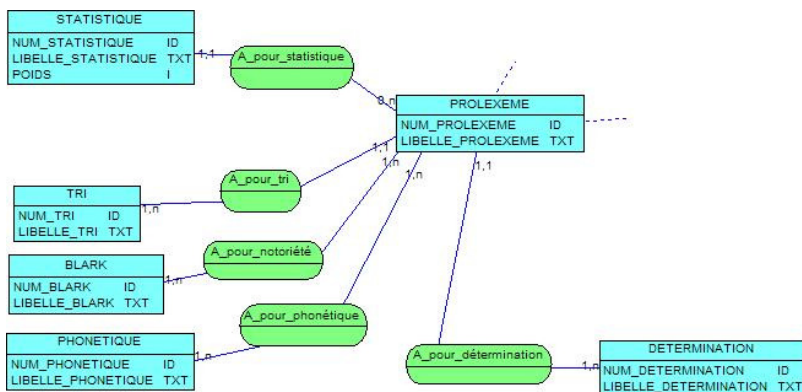 STATISTIQUE
NUM_STATISTIQUE ID
LIBELLE_STATISTIQUE TXT
POIDS I
1,1
A_pour_statistique
0,n
PROLEXEME
NUM_PROLEXEME ID
LIBELLE_PROLEXEME TXT
1,1
1,n
1,n
1,1
A_pour_tri
TRI
NUM_TRI ID
LIBELLE_TRI TXT
1,n
A_pour_notoriété
BLARK
NUM_BLARK ID
LIBELLE_BLARK TXT
1,n
A_pour_phonétique
PHONETIQUE
NUM_PHONETIQUE ID
LIBELLE_PHONETIQUE TXT
1,n
A_pour_détermination
1,n
DETERMINATION
NUM_DETERMINATION ID
LIBELLE_DETERMINATION TXT